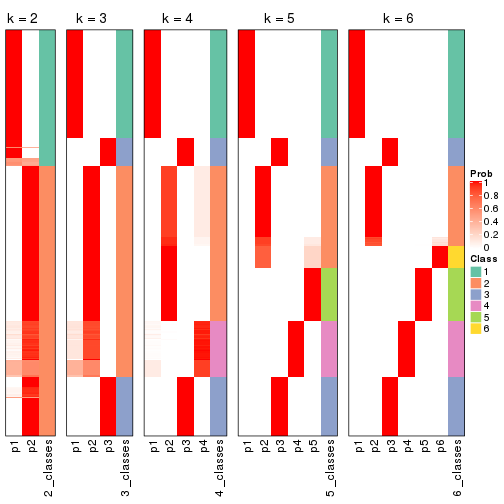 k = 2
k = 3
k = 4
k = 5
k = 6
p1
p2
2_classes
p1
p2
p3
3_classes
p1
p2
p3
p4
4_classes
p1
p2
p3
p4
p5
5_classes
p1
p2
p3
p4
p5
p6
6_classes
Prob
1
0.8
0.6
0.4
0.2
0
Class
1
2
3
4
5
6